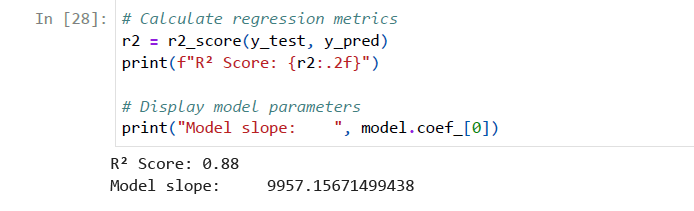 In [28]: # Calculate regression metrics
r2 = r2_score(y_test, y_pred)
print(f"R² Score: {r2:.2f}")
# Display model parameters
print("Model slope:    ", model.coef_[0])
R² Score: 0.88
Model slope:     9957.15671499438